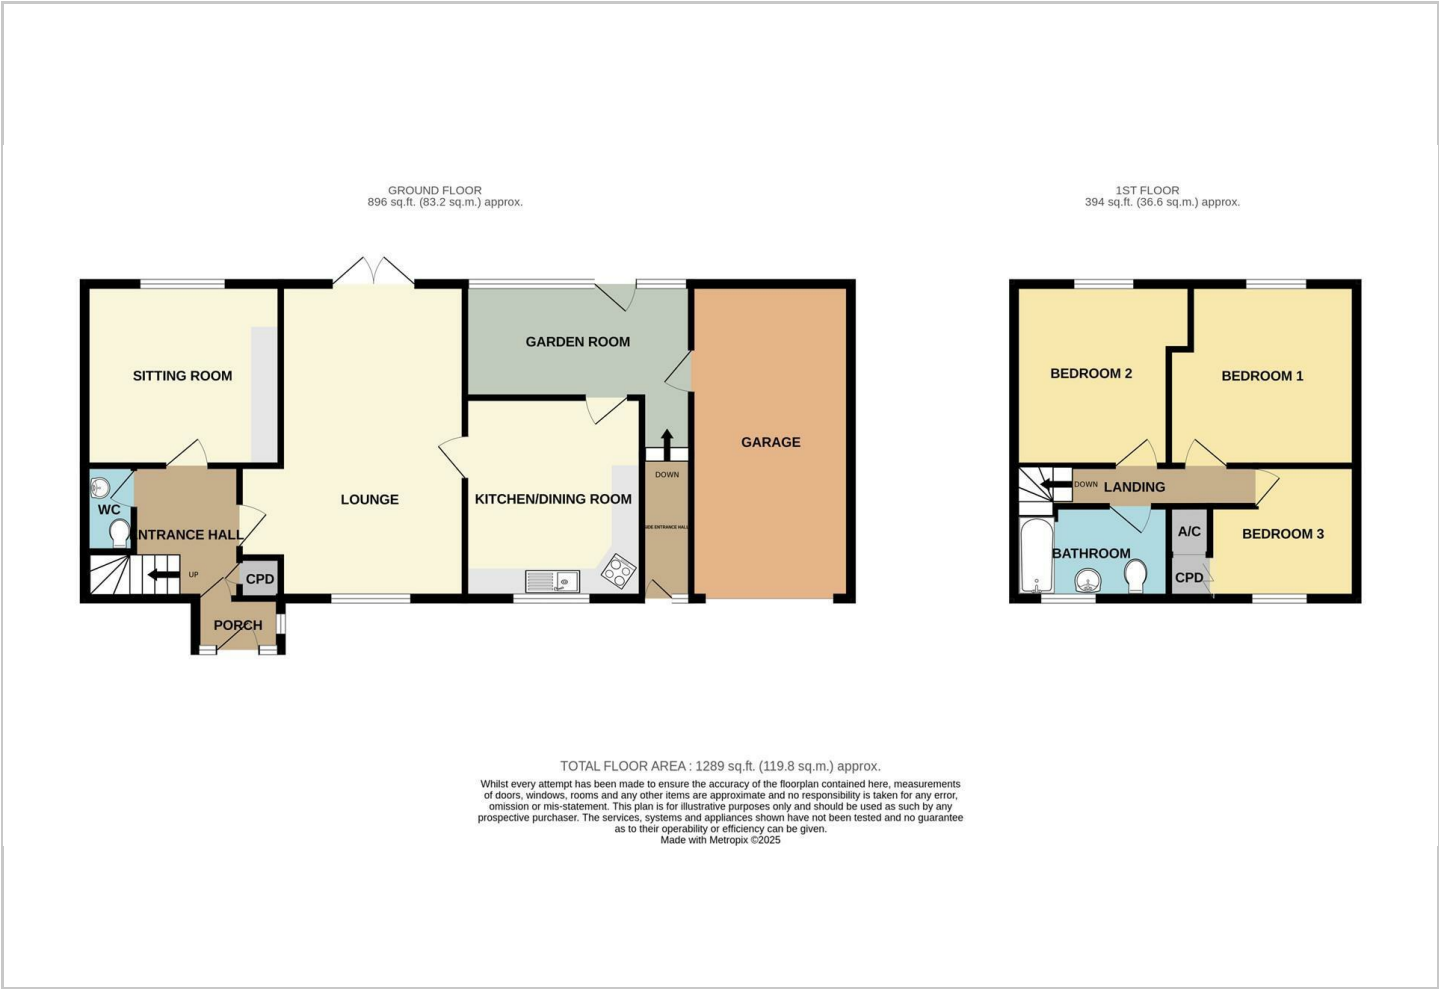 GROUND FLOOR
896 sq.ft. (83.2 sq.m.) approx.
1ST FLOOR
394 sq.ft. (36.6 sq.m.) approx.
SITTING ROOM
GARDEN ROOM
GARAGE
LOUNGE
KITCHEN/DINING ROOM
DOWN
SIDE ENTRANCE HALL
WC
ENTRANCE HALL
UP
CPD
PORCH
BEDROOM 2
BEDROOM 1
DOWN
LANDING
BATHROOM
A/C
CPD
BEDROOM 3
TOTAL FLOOR AREA : 1289 sq.ft. (119.8 sq.m.) approx.
Whilst every attempt has been made to ensure the accuracy of the floorplan contained here, measurements
of doors, windows, rooms and any other items are approximate and no responsibility is taken for any error,
omission or mis-statement. This plan is for illustrative purposes only and should be used as such by any
prospective purchaser. The services, systems and appliances shown have not been tested and no guarantee
as to their operability or efficiency can be given.
Made with Metropix ©2025